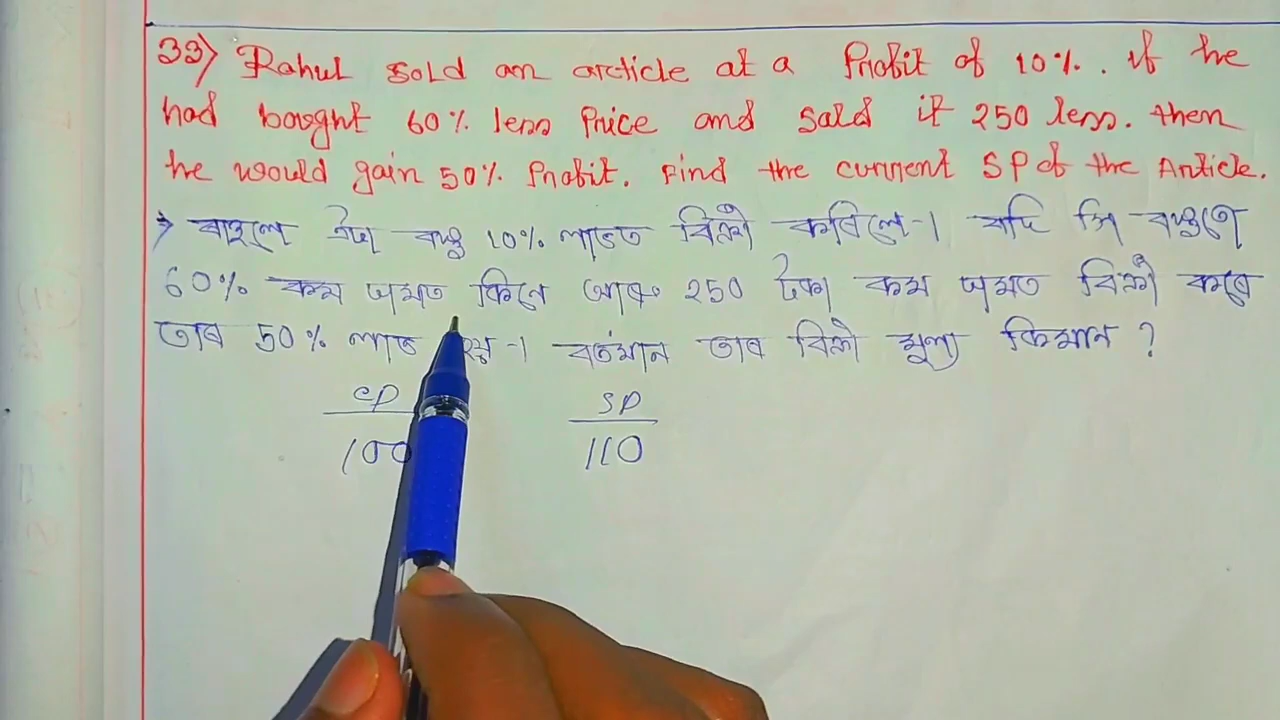 33) Rahul sold an article at a Profit of 10%. if he
had bought 60% less Price and sold it 250 less. then
he would gain 50% Profit. Find the current SP of the Article.
→ ৰাহুলে এটা বস্তু 10% লাভত বিক্ৰী কৰিলে। যদি সি বস্তুটো
60% কম দামত কিনে আৰু 250 টকা কম দামত বিক্ৰী কৰে
তাৰ 50% লাভ হয়। বৰ্তমান তাৰ বিক্ৰী মূল্য কিমান ?
CP SP
100 110